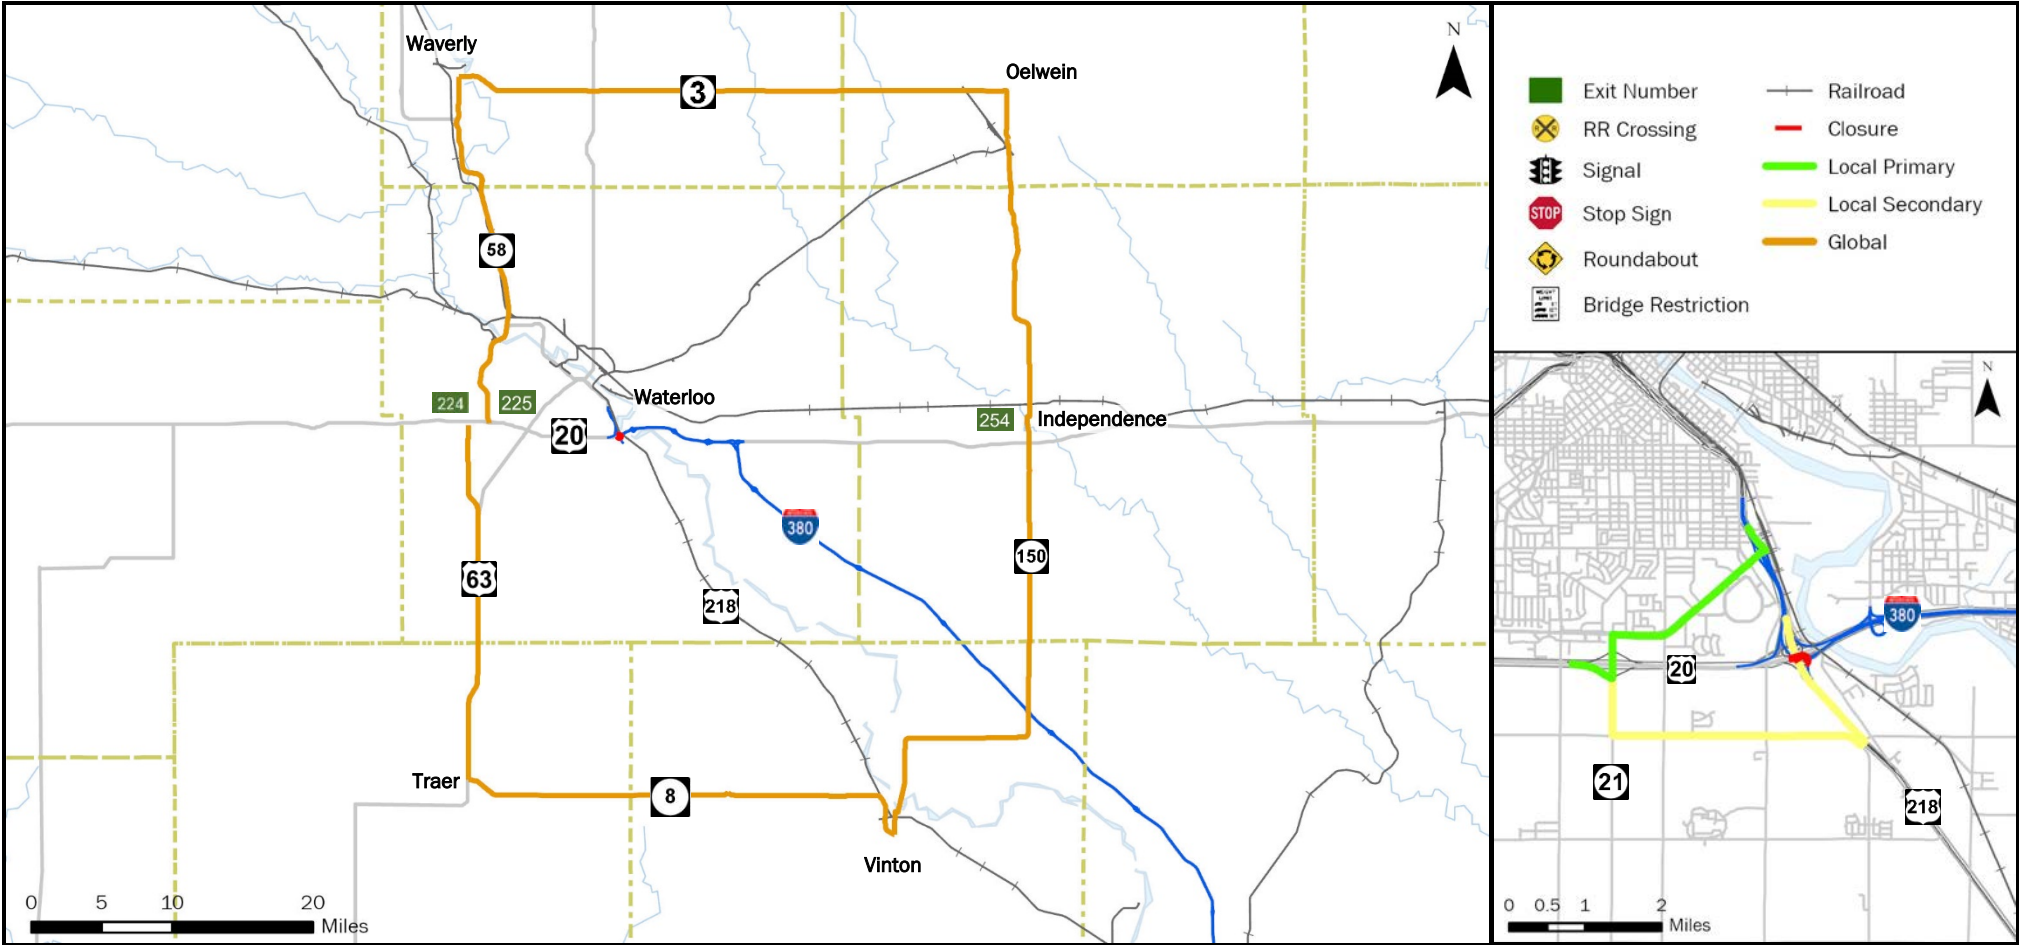 Waverly
Oelwein
N
3
58
Waterloo
224
225
254
Independence
20
380
150
63
218
Traer
8
Vinton
0 5 10 20
Miles
Exit Number
RR Crossing
Signal
STOP Stop Sign
Roundabout
Bridge Restriction
Railroad
Closure
Local Primary
Local Secondary
Global
N
380
20
21
218
0 0.5 1 2
Miles